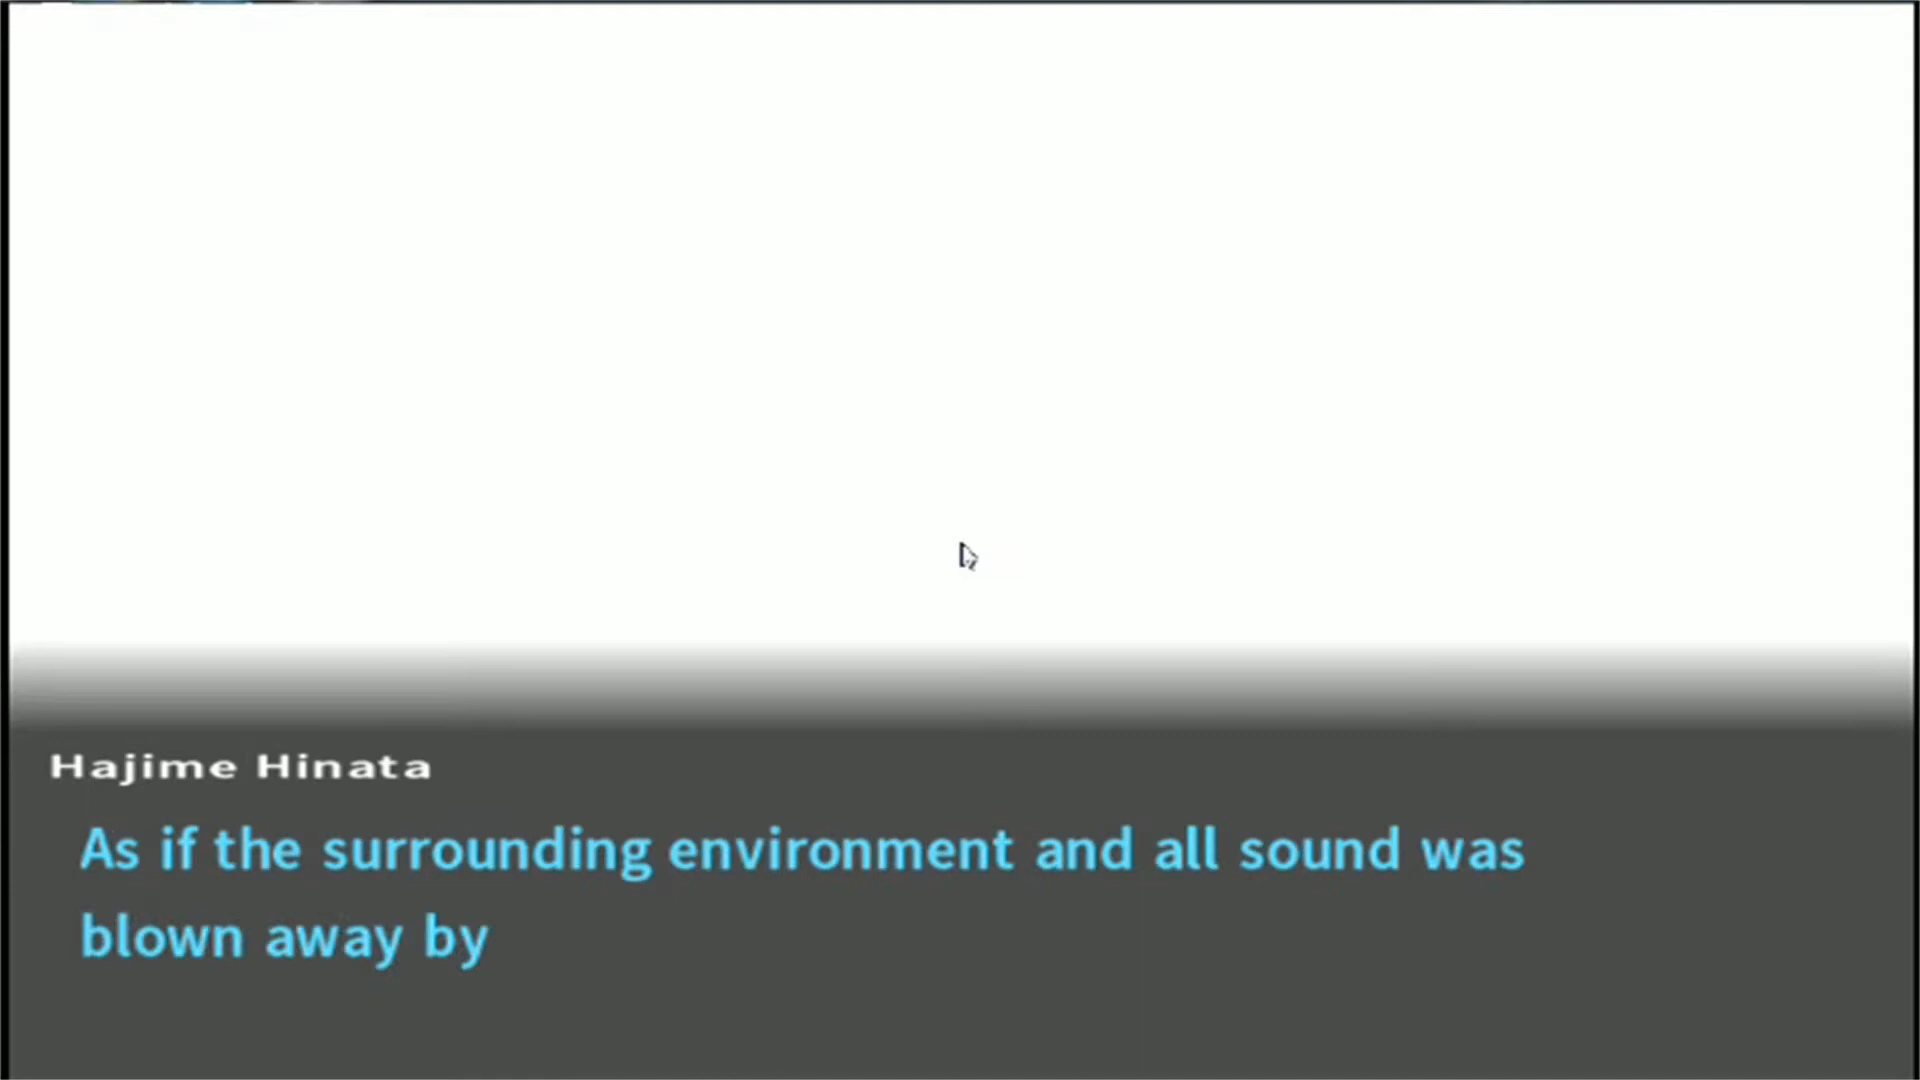 Hajime Hinata
As if the surrounding environment and all sound was
blown away by